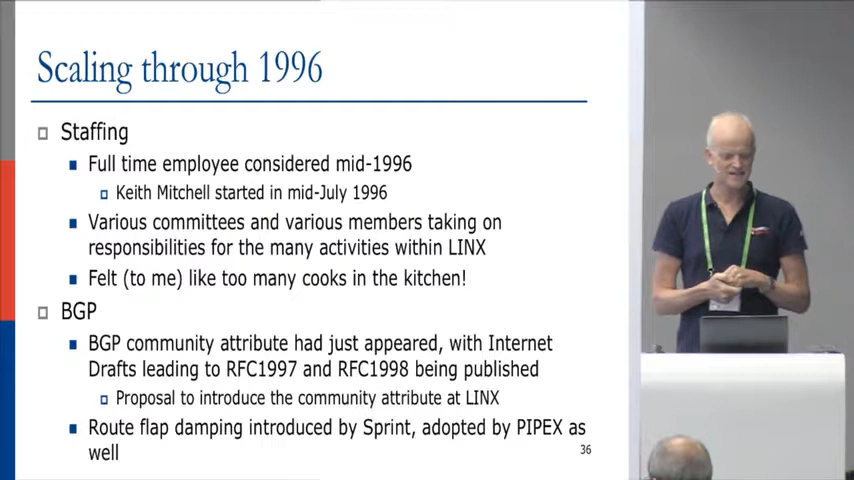 Scaling through 1996
Staffing
Full time employee considered mid-1996
Keith Mitchell started in mid-July 1996
Various committees and various members taking on
responsibilities for the many activities within LINX
Felt (to me) like too many cooks in the kitchen!
BGP
BGP community attribute had just appeared, with Internet
Drafts leading to RFC1997 and RFC1998 being published
Proposal to introduce the community attribute at LINX
Route flap damping introduced by Sprint, adopted by PIPEX as
well
36